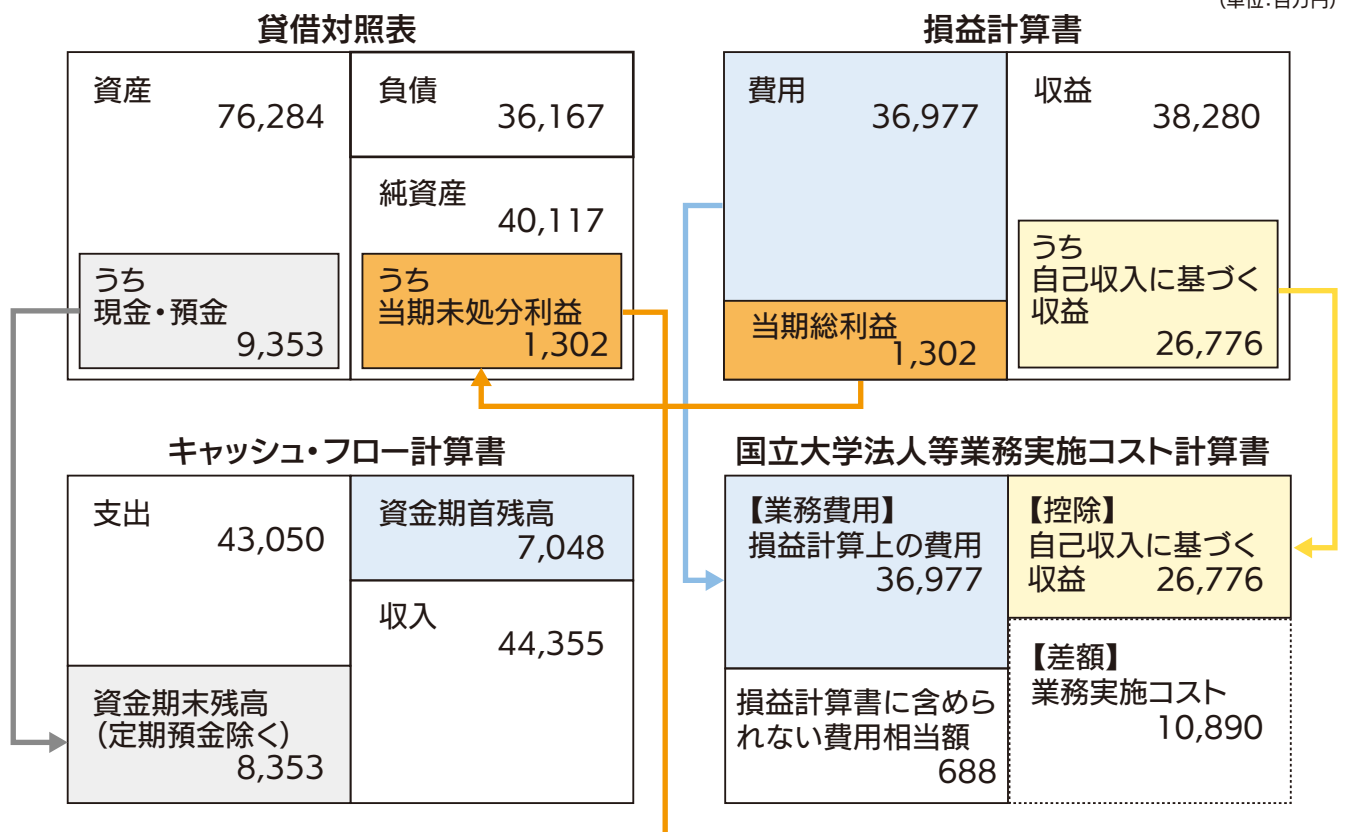 (単位:百万円)
貸借対照表
資産
76,284
負債
36,167
純資産
40,117
うち
現金・預金
9,353
うち
当期未処分利益
1,302
損益計算書
費用
36,977
収益
38,280
うち
自己収入に基づく
収益
26,776
当期総利益
1,302
キャッシュ・フロー計算書
支出
43,050
資金期首残高
7,048
収入
44,355
資金期末残高
(定期預金除く)
8,353
国立大学法人等業務実施コスト計算書
【業務費用】
損益計算上の費用
36,977
【控除】
自己収入に基づく
収益 26,776
損益計算書に含めら
れない費用相当額
688
【差額】
業務実施コスト
10,890